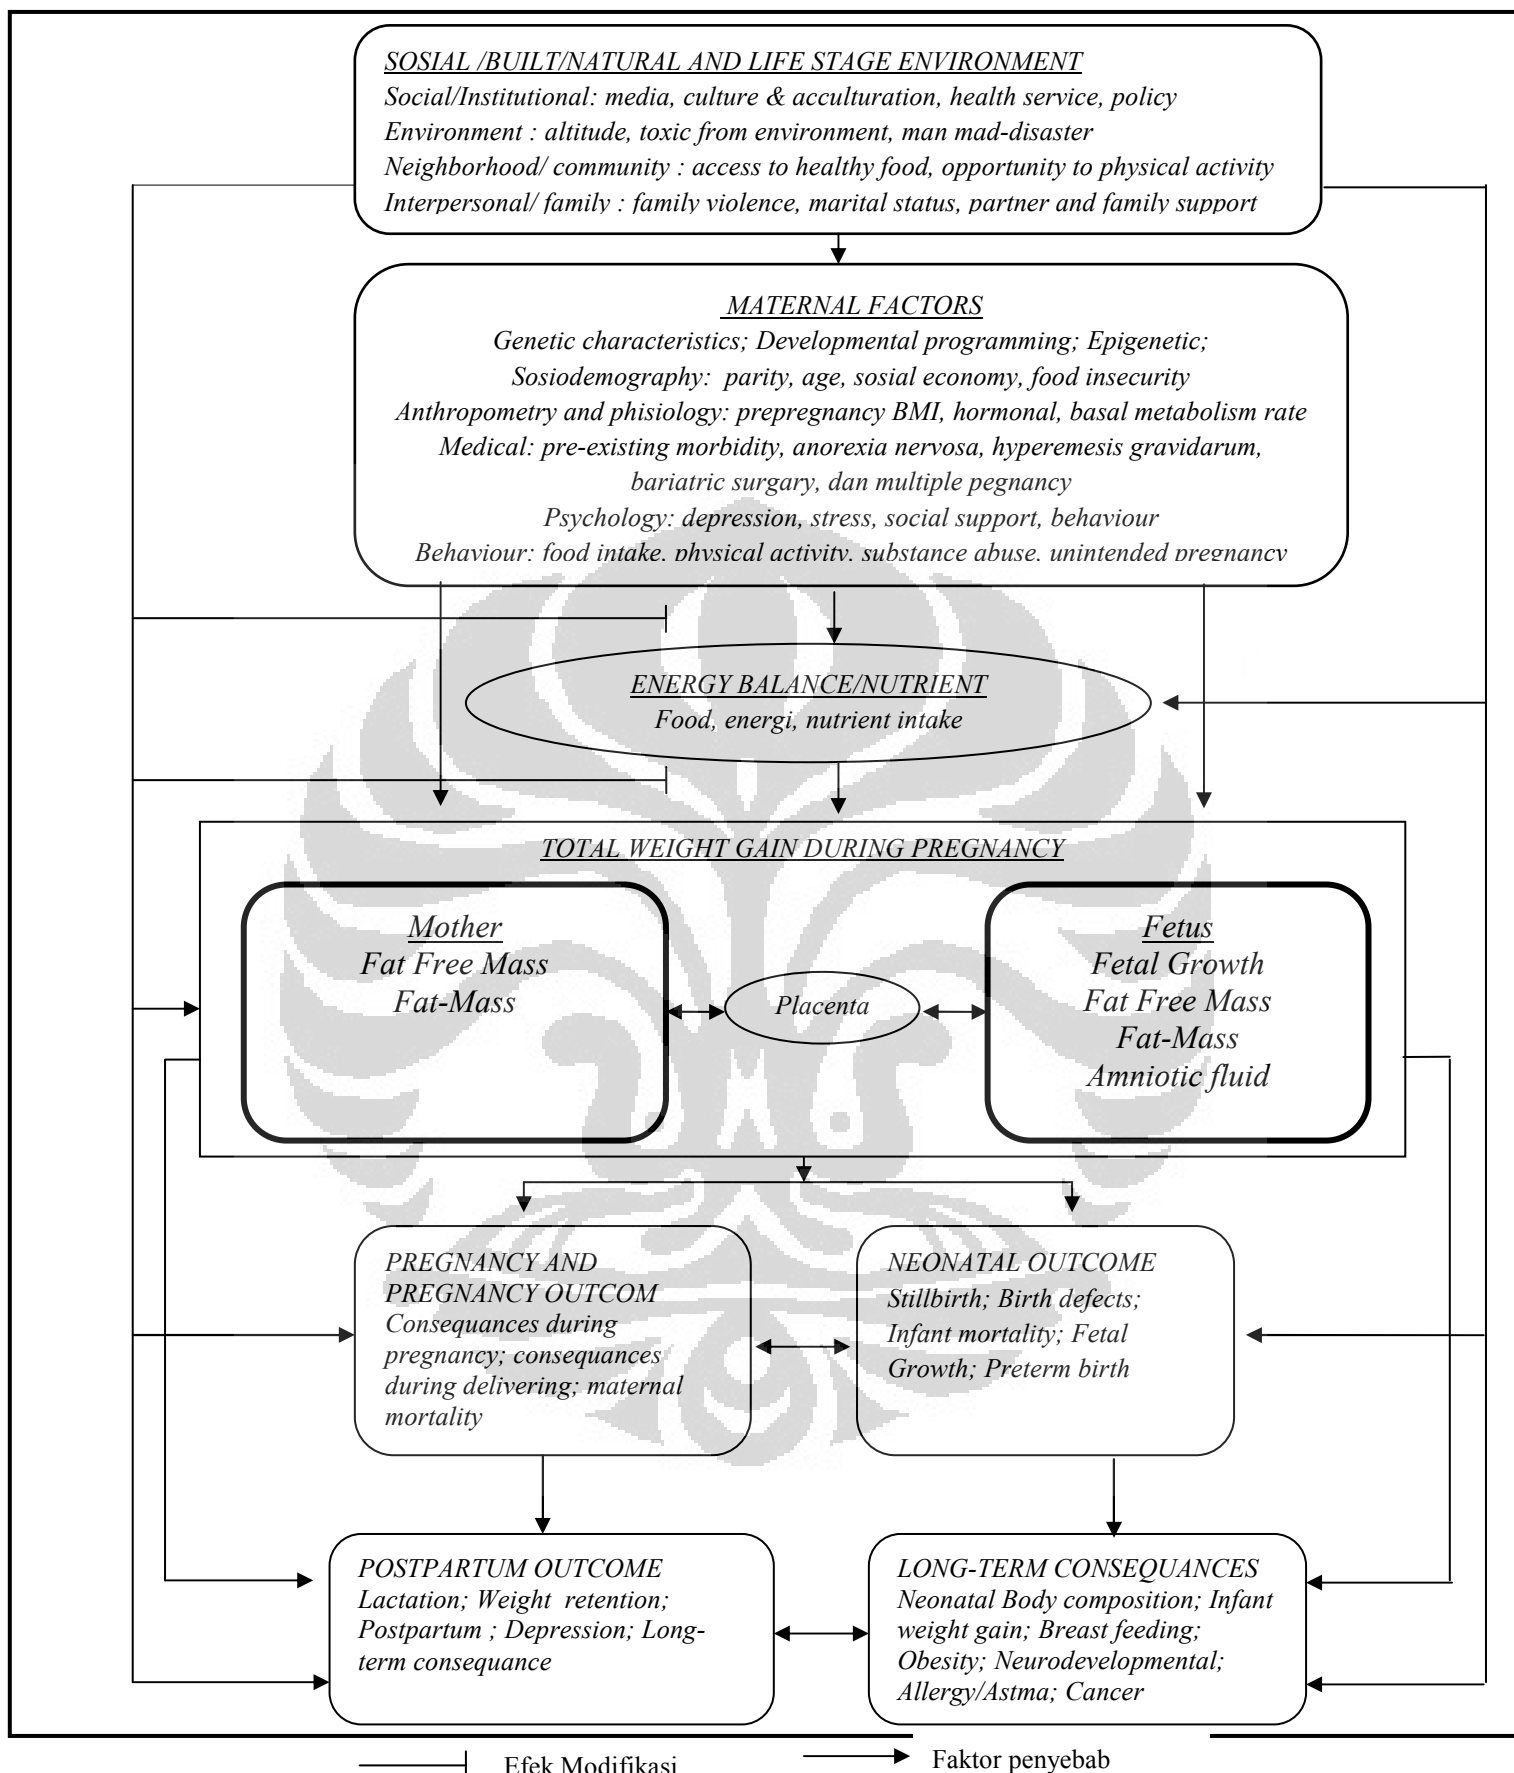 SOSIAL /BUILT/NATURAL AND LIFE STAGE ENVIRONMENT
Social/Institutional: media, culture & acculturation, health service, policy
Environment : altitude, toxic from environment, man mad-disaster
Neighborhood/ community : access to healthy food, opportunity to physical activity
Interpersonal/ family : family violence, marital status, partner and family support
MATERNAL FACTORS
Genetic characteristics; Developmental programming; Epigenetic;
Sosiodemography: parity, age, sosial economy, food insecurity
Anthropometry and phisiology: prepregnancy BMI, hormonal, basal metabolism rate
Medical: pre-existing morbidity, anorexia nervosa, hyperemesis gravidarum,
bariatric surgary, dan multiple pegnancy
Psychology: depression, stress, social support, behaviour
Behaviour: food intake, physical activity, substance abuse, unintended pregnancy
ENERGY BALANCE/NUTRIENT
Food, energi, nutrient intake
TOTAL WEIGHT GAIN DURING PREGNANCY
Mother
Fat Free Mass
Fat-Mass
Placenta
Fetus
Fetal Growth
Fat Free Mass
Fat-Mass
Amniotic fluid
PREGNANCY AND
PREGNANCY OUTCOM
Consequances during
pregnancy; consequances
during delivering; maternal
mortality
NEONATAL OUTCOME
Stillbirth; Birth defects;
Infant mortality; Fetal
Growth; Preterm birth
POSTPARTUM OUTCOME
Lactation; Weight retention;
Postpartum ; Depression; Long-
term consequance
LONG-TERM CONSEQUANCES
Neonatal Body composition; Infant
weight gain; Breast feeding;
Obesity; Neurodevelopmental;
Allergy/Astma; Cancer
Efek Modifikasi
Faktor penyebab